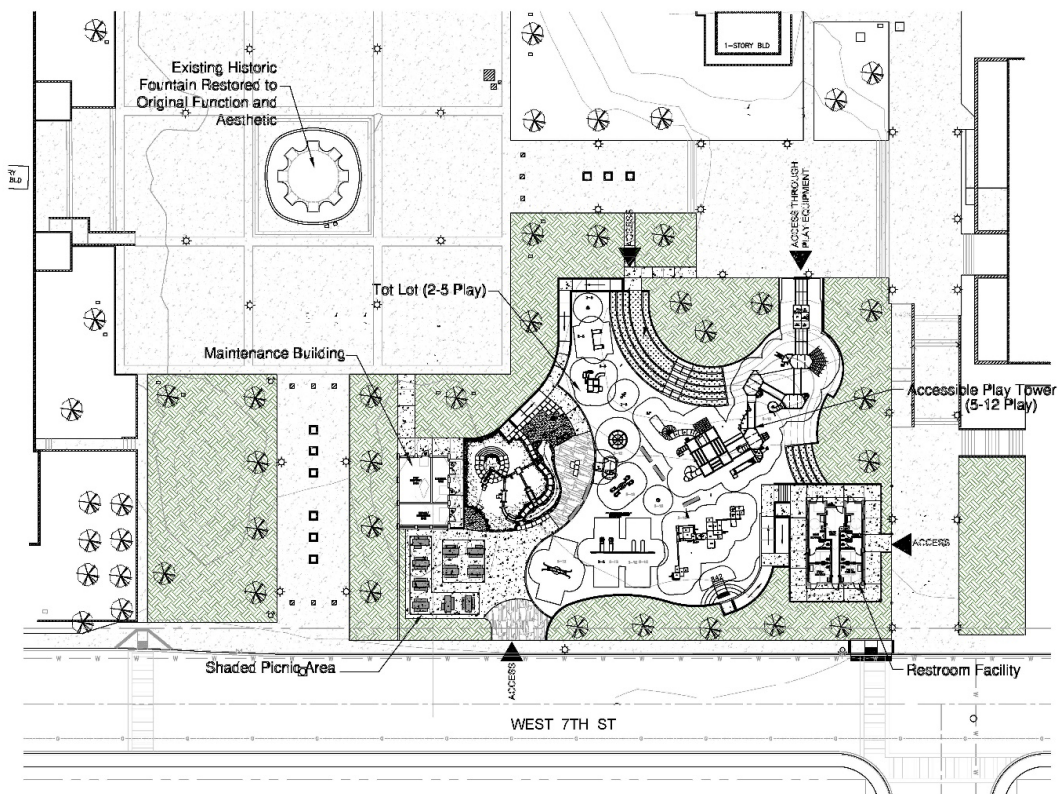 1-STORY BLD
Existing Historic
Fountain Restored to
Original Function and
Aesthetic
RY
BLD
ACCESS
ACCESS THROUGH
PLAY EQUIPMENT
Tot Lot (2-5 Play)
Maintenance Building
Accessible Play Tower
(5-12 Play)
ACCESS
Shaded Picnic Area
ACCESS
Restroom Facility
WEST 7TH ST